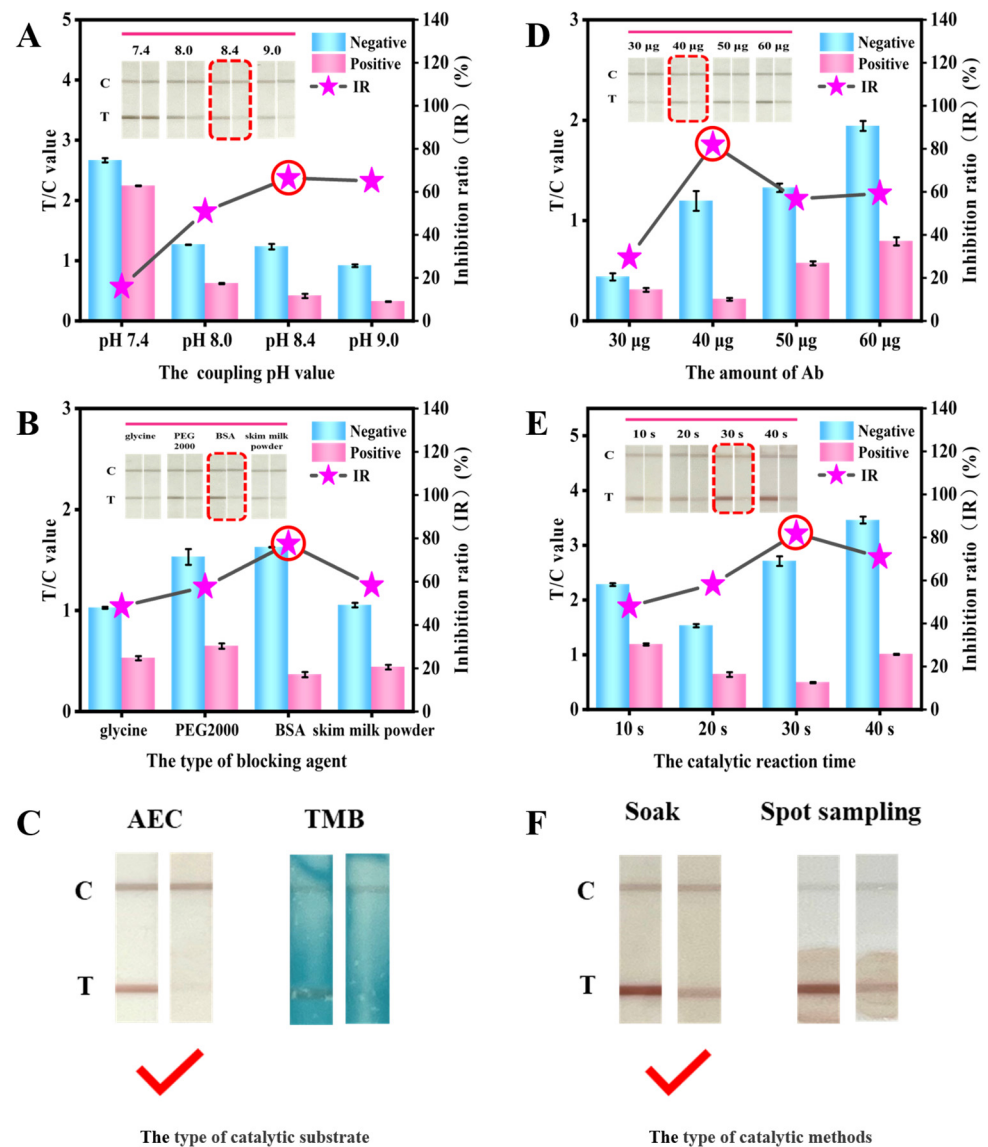 A
5
4
3
2
1
0
T/C value
7.4 8.0 8.4 9.0
C
T
Negative
Positive
IR
140
120
100
80
60
40
20
0
Inhibition ratio (IR) (%)
pH 7.4 pH 8.0 pH 8.4 pH 9.0
The coupling pH value
D
3
2
1
0
T/C value
30 µg 40 µg 50 µg 60 µg
C
T
Negative
Positive
IR
140
120
100
80
60
40
20
0
Inhibition ratio (IR) (%)
30 µg 40 µg 50 µg 60 µg
The amount of Ab
B
3
2
1
0
T/C value
glycine PEG 2000 BSA skim milk powder
C
T
Negative
Positive
IR
140
120
100
80
60
40
20
0
Inhibition ratio (IR) (%)
glycine PEG2000 BSA skim milk powder
The type of blocking agent
E
5
4
3
2
1
0
T/C value
10 s 20 s 30 s 40 s
C
T
Negative
Positive
IR
140
120
100
80
60
40
20
0
Inhibition ratio (IR) (%)
10 s 20 s 30 s 40 s
The catalytic reaction time
C
AEC TMB
C
T
The type of catalytic substrate
F
Soak Spot sampling
C
T
The type of catalytic methods